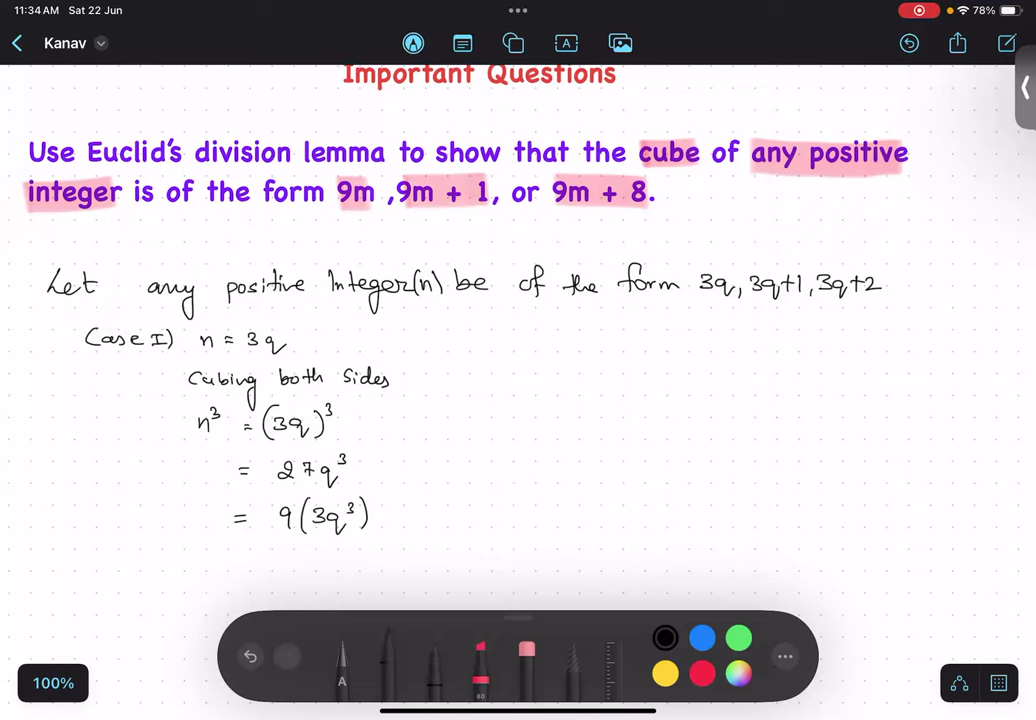 11:34 AM Sat 22 Jun
78%
Kanav
A
Important Questions
Use Euclid's division lemma to show that the cube of any positive
integer is of the form 9m ,9m + 1, or 9m + 8.
Let any positive Integer(n) be of the form 3q, 3q+1, 3q+2
Case I) n = 3q
Cubing both sides
n³ = (3q)³
= 27q³
= 9(3q³)
A
80
100%